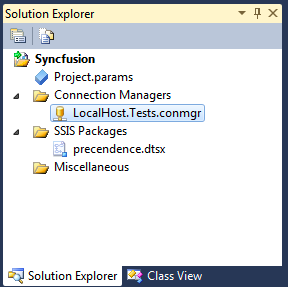 Solution Explorer
Syncfusion
Project.params
Connection Managers
LocalHost.Tests.conmgr
SSIS Packages
precendence.dtsx
Miscellaneous
Solution Explorer Class View